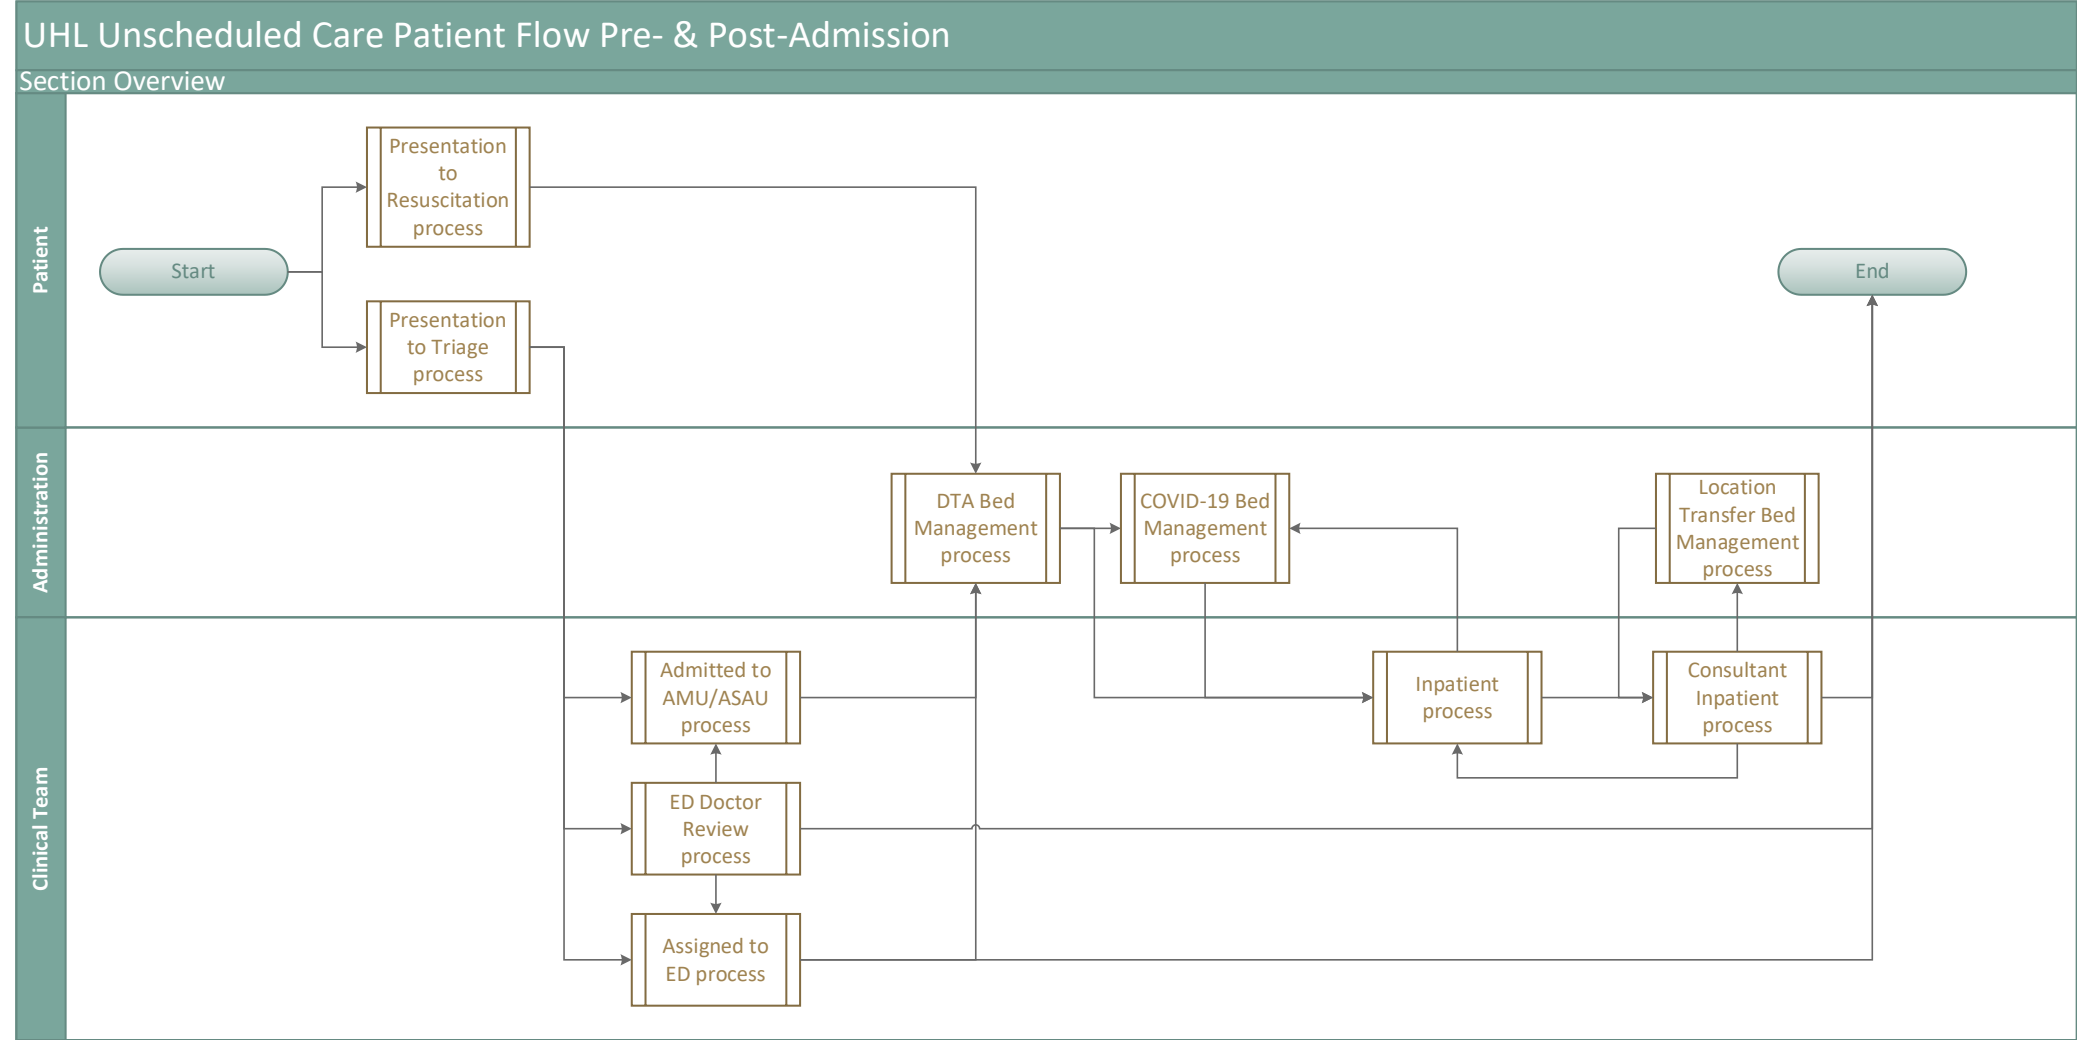 UHL Unscheduled Care Patient Flow Pre- & Post-Admission
Section Overview
Patient
Start
Presentation
to
Resuscitation
process
Presentation
to Triage
process
End
Administration
DTA Bed
Management
process
COVID-19 Bed
Management
process
Location
Transfer Bed
Management
process
Clinical Team
Admitted to
AMU/ASAU
process
ED Doctor
Review
process
Assigned to
ED process
Inpatient
process
Consultant
Inpatient
process